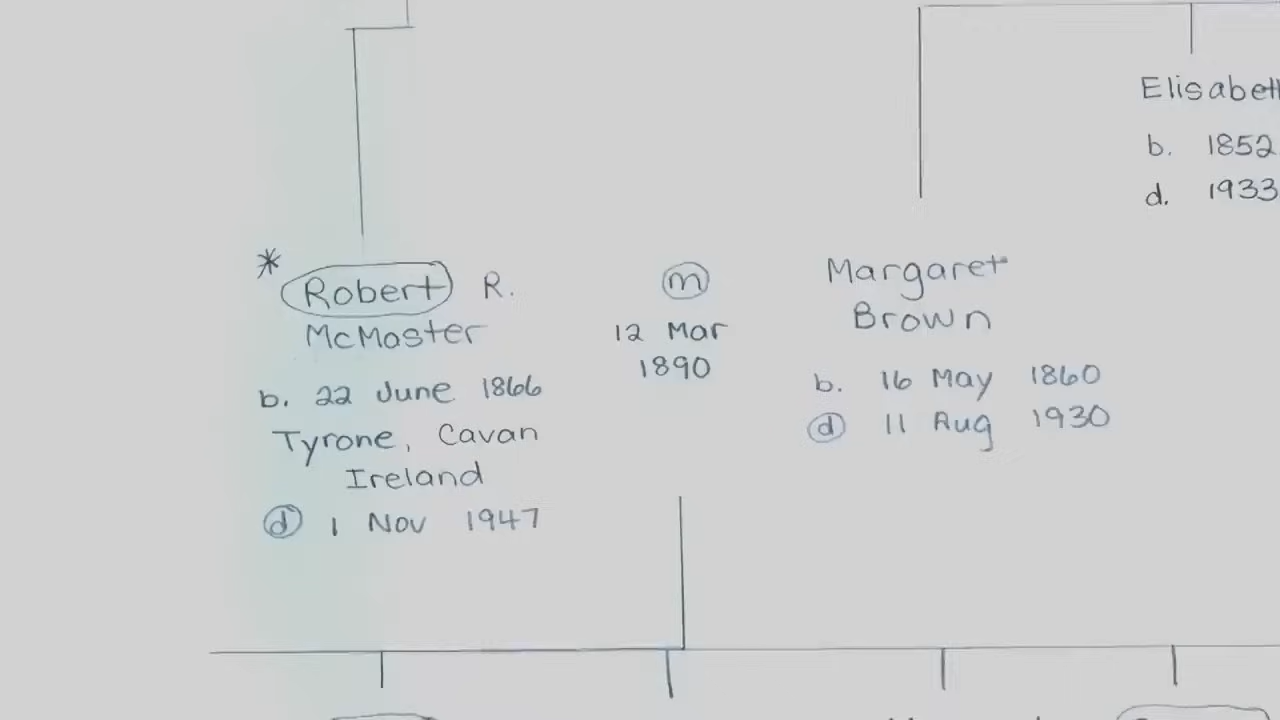 Elisabeth
b. 1852
d. 1933
* Robert R.
McMaster
b. 22 June 1866
Tyrone, Cavan
Ireland
d 1 Nov 1947
m
12 Mar
1890
Margaret
Brown
b. 16 May 1860
d 11 Aug 1930